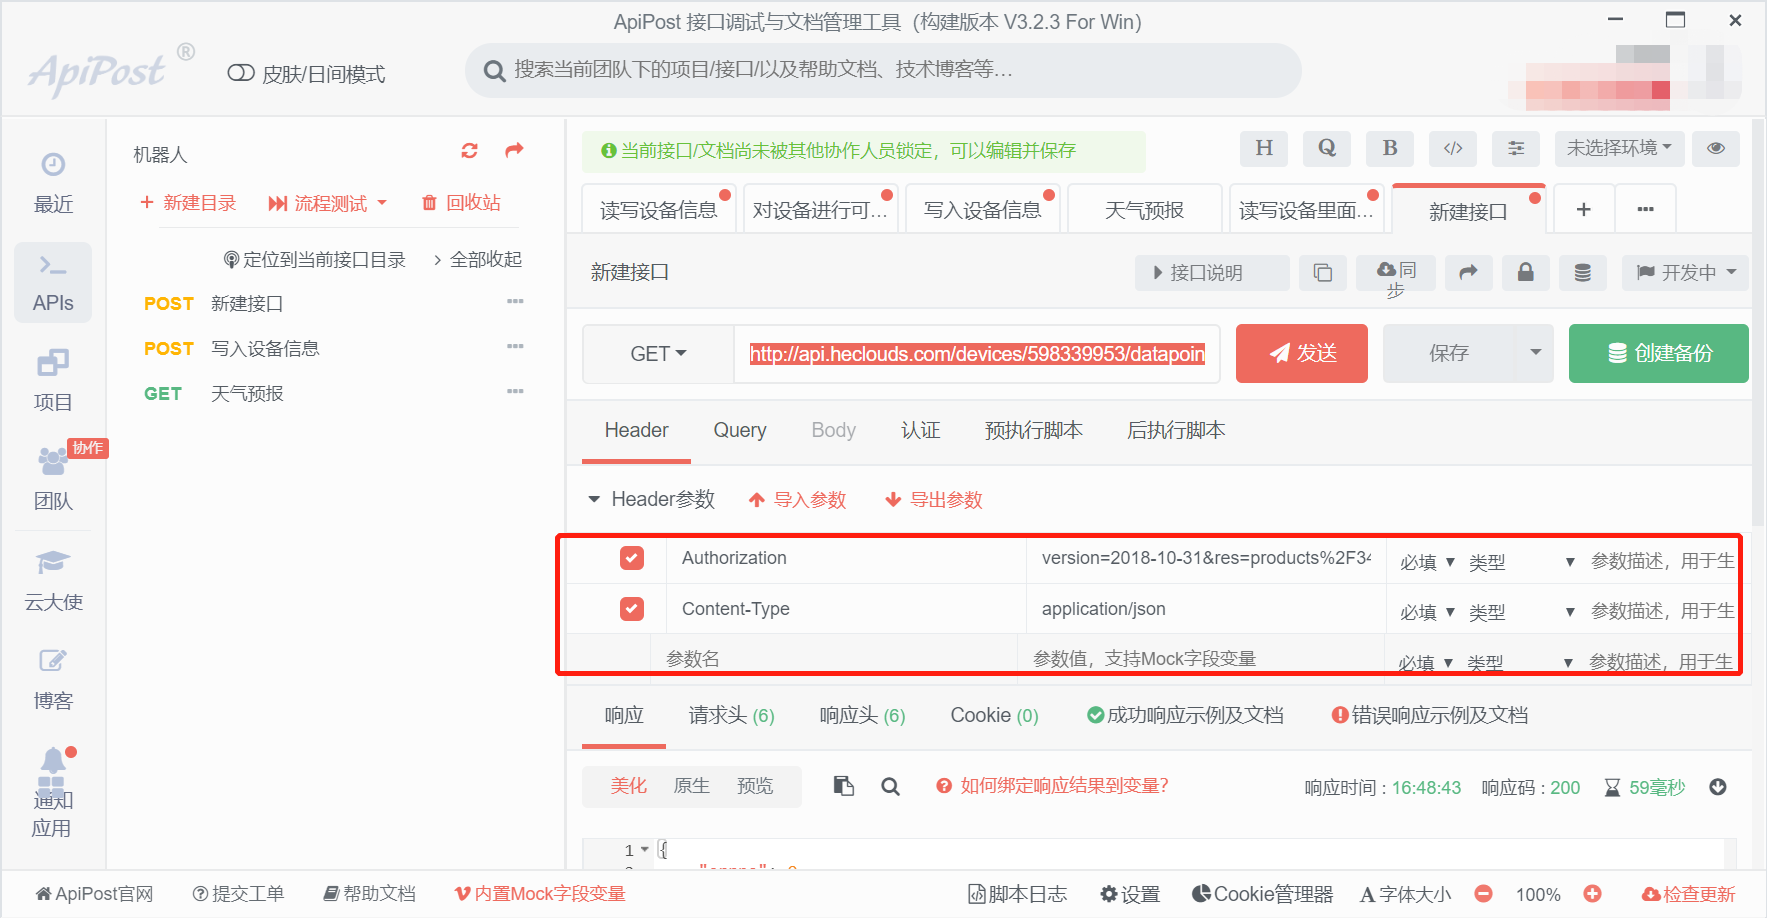 ApiPost 接口调试与文档管理工具（构建版本 V3.2.3 For Win）
ApiPost ®
皮肤/日间模式
搜索当前团队下的项目/接口/以及帮助文档、技术博客等…
最近
APIs
项目
协作
团队
云大使
博客
通知
应用
机器人
新建目录
流程测试
回收站
定位到当前接口目录
全部收起
POST 新建接口
POST 写入设备信息
GET 天气预报
当前接口/文档尚未被其他协作人员锁定，可以编辑并保存
H
Q
B
</>
未选择环境
读写设备信息
对设备进行可...
写入设备信息
天气预报
读写设备里面...
新建接口
+
...
新建接口
接口说明
同步
开发中
GET
http://api.heclouds.com/devices/598339953/datapoin
发送
保存
创建备份
Header
Query
Body
认证
预执行脚本
后执行脚本
Header参数
导入参数
导出参数
Authorization version=2018-10-31&res=products%2F34 必填 类型 参数描述，用于生
Content-Type application/json 必填 类型 参数描述，用于生
参数名 参数值，支持Mock字段变量 必填 类型 参数描述，用于生
响应
请求头 (6)
响应头 (6)
Cookie (0)
成功响应示例及文档
错误响应示例及文档
美化
原生
预览
如何绑定响应结果到变量?
响应时间 : 16:48:43
响应码 : 200
59毫秒
1 {
ApiPost官网
提交工单
帮助文档
内置Mock字段变量
脚本日志
设置
Cookie管理器
A 字体大小
100%
检查更新